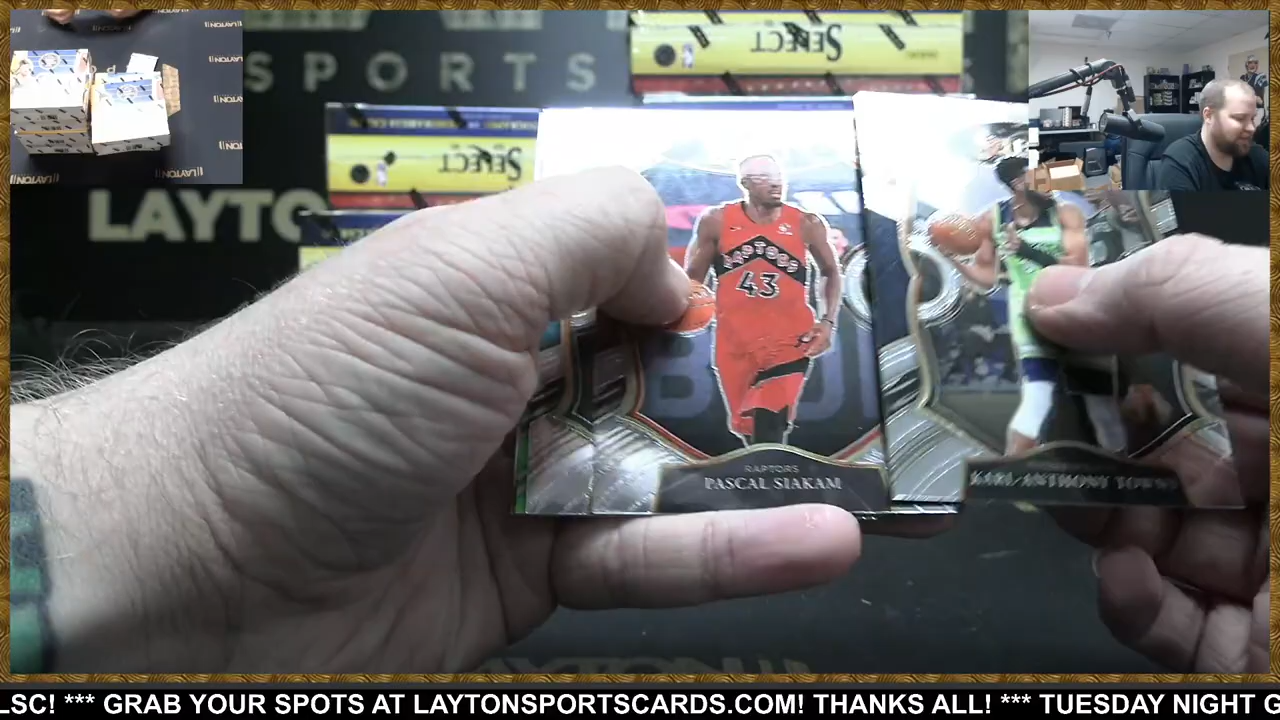 SELECT
SPORTS
SELECT
LAYTO
RAPTORS
43
RAPTORS
PASCAL SIAKAM
KARL-ANTHONY TOWNS
LSC! *** GRAB YOUR SPOTS AT LAYTONSPORTSCARDS.COM! THANKS ALL! *** TUESDAY NIGHT G